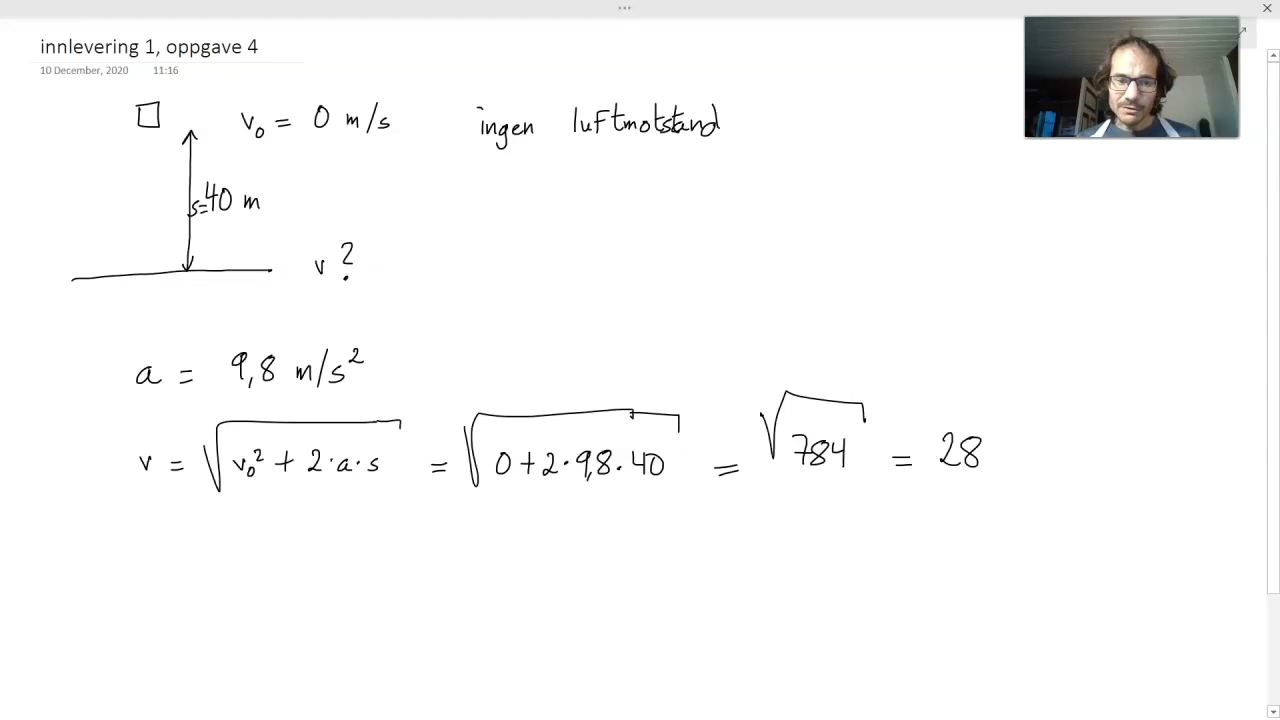 innlevering 1, oppgave 4
10 December, 2020 11:16
v₀ = 0 m/s ingen luftmotstand
s=40 m
v ?
a = 9,8 m/s²
v = √(v₀² + 2·a·s) = √(0+2·9,8·40) = √784 = 28